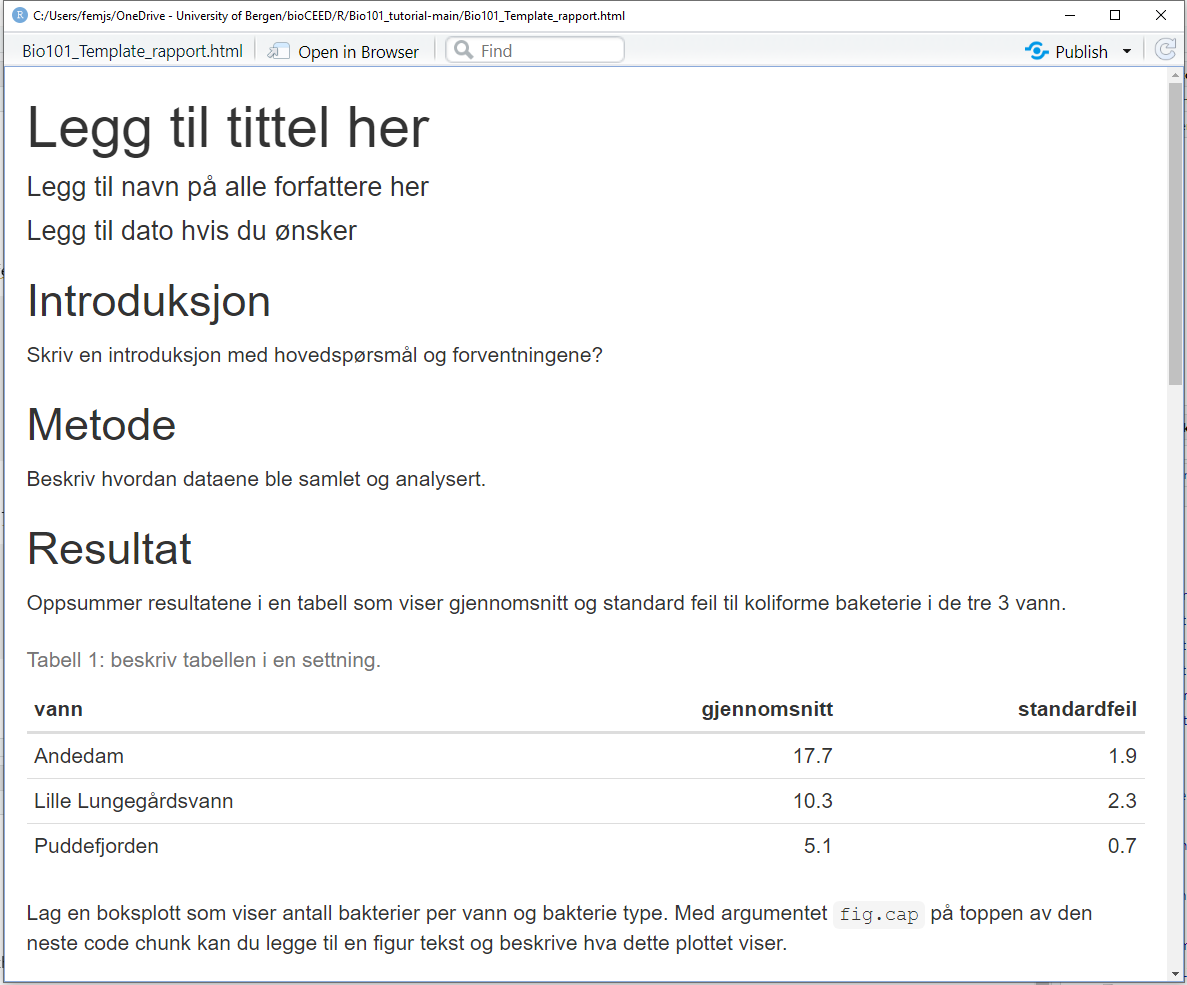 C:/Users/femjs/OneDrive - University of Bergen/bioCEED/R/Bio101_tutorial-main/Bio101_Template_rapport.html
Bio101_Template_rapport.html Open in Browser Find Publish
Legg til tittel her
Legg til navn på alle forfattere her
Legg til dato hvis du ønsker
Introduksjon
Skriv en introduksjon med hovedspørsmål og forventningene?
Metode
Beskriv hvordan dataene ble samlet og analysert.
Resultat
Oppsummer resultatene i en tabell som viser gjennomsnitt og standard feil til koliforme baketerie i de tre 3 vann.
Tabell 1: beskriv tabellen i en settning.
vann gjennomsnitt standardfeil
Andedam 17.7 1.9
Lille Lungegårdsvann 10.3 2.3
Puddefjorden 5.1 0.7
Lag en boksplott som viser antall bakterier per vann og bakterie type. Med argumentet fig.cap på toppen av den
neste code chunk kan du legge til en figur tekst og beskrive hva dette plottet viser.